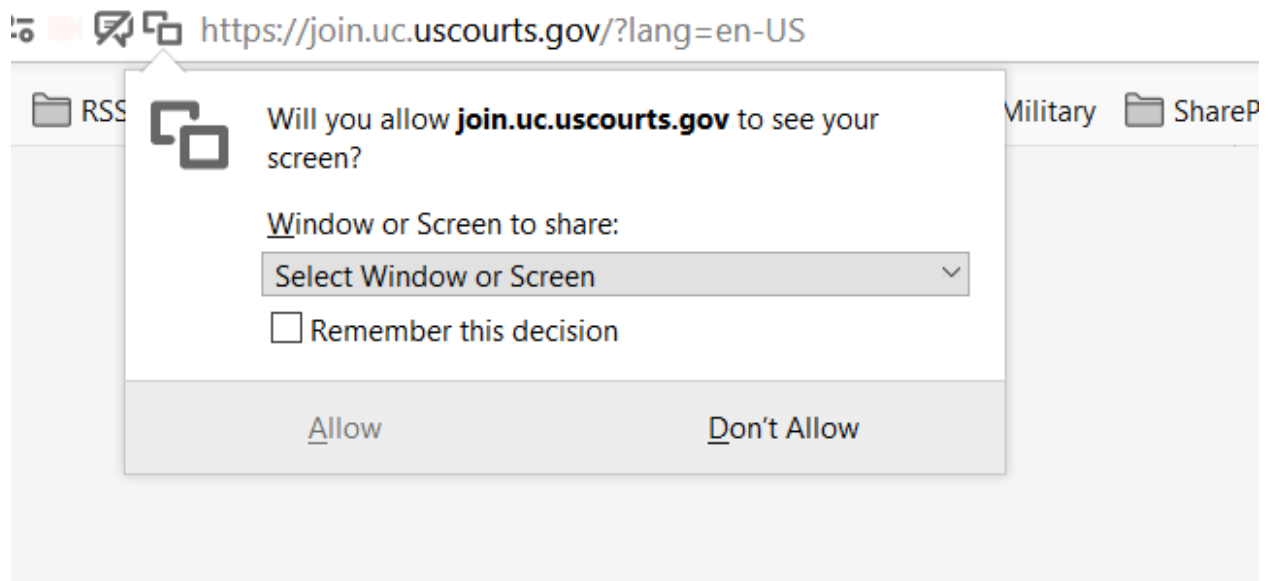 https://join.uc.uscourts.gov/?lang=en-US
RSS
Military
ShareP
Will you allow join.uc.uscourts.gov to see your
screen?
Window or Screen to share:
Select Window or Screen
Remember this decision
Allow
Don't Allow